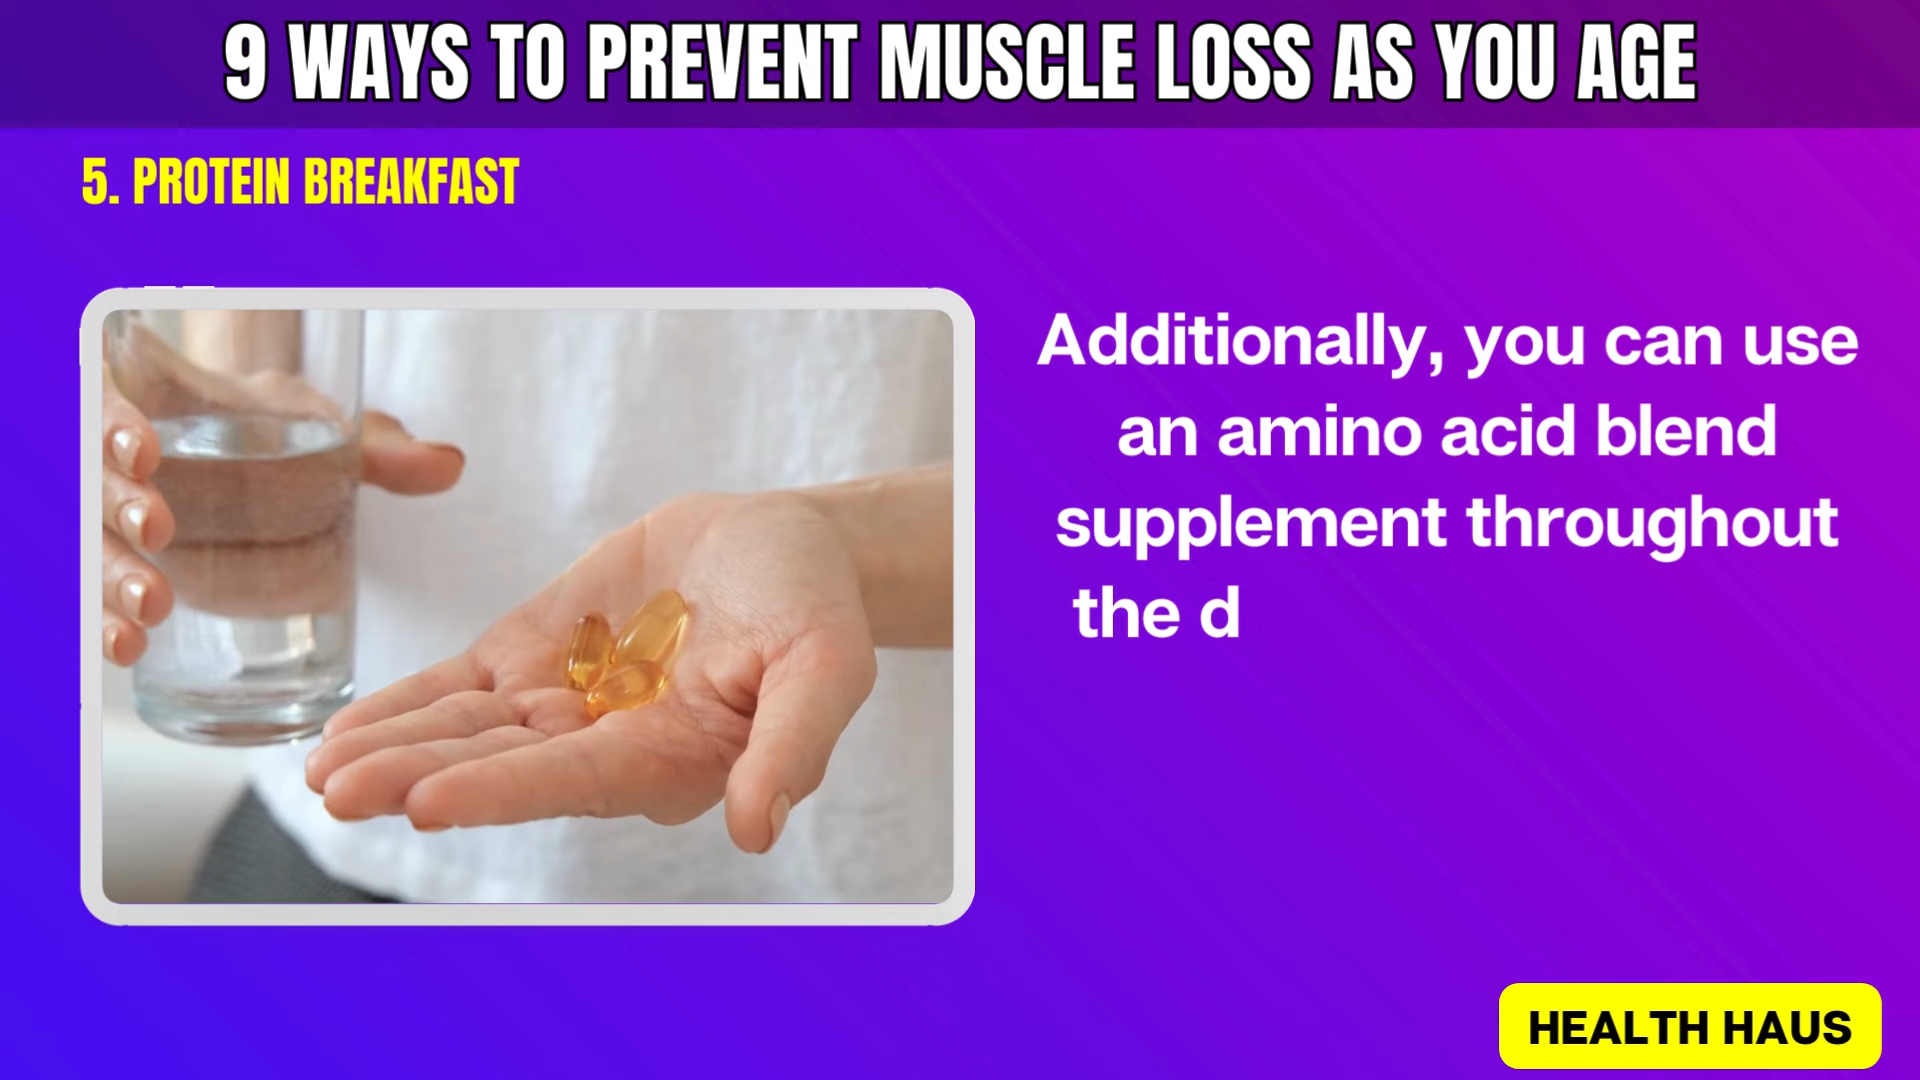 9 WAYS TO PREVENT MUSCLE LOSS AS YOU AGE
5. PROTEIN BREAKFAST
Additionally, you can use
an amino acid blend
supplement throughout
the d
HEALTH HAUS